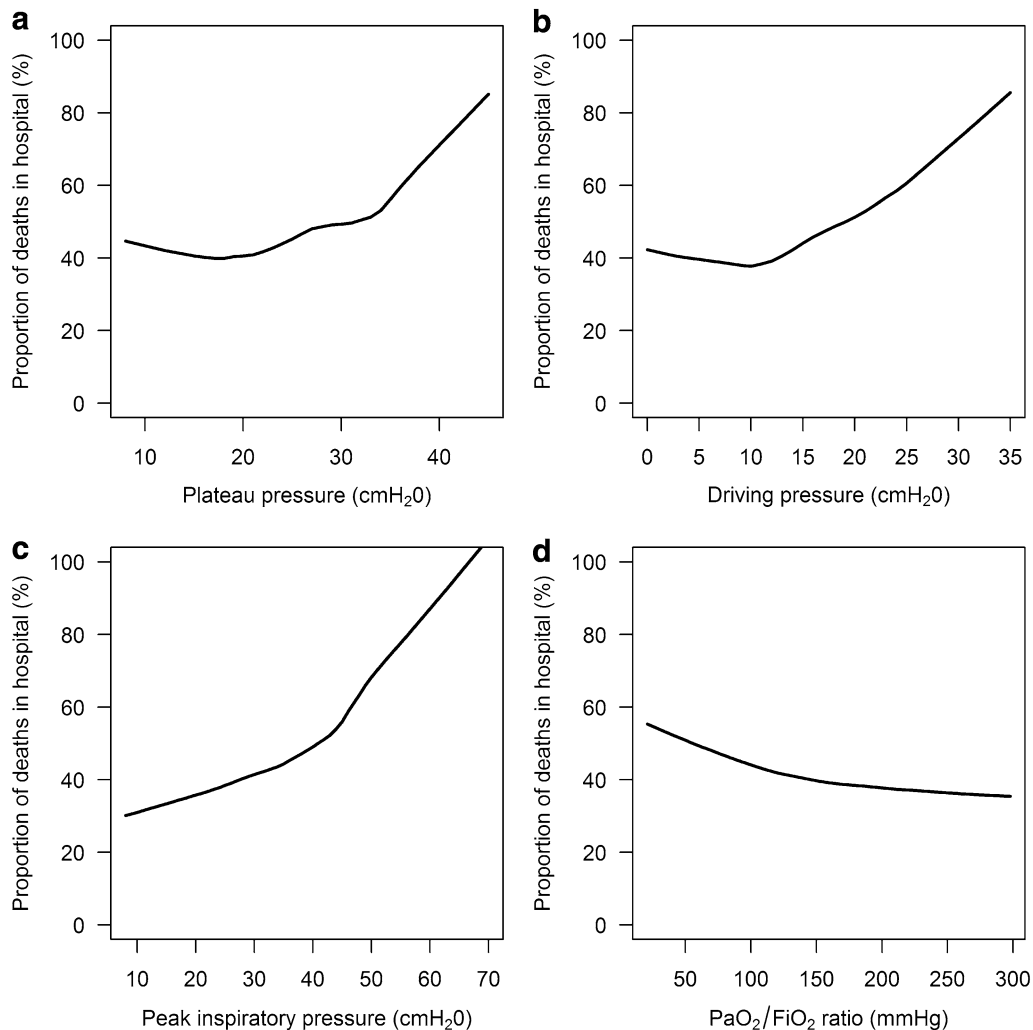 a
Proportion of deaths in hospital (%)
100
80
60
40
20
0
10 20 30 40
Plateau pressure (cmH₂0)
b
Proportion of deaths in hospital (%)
100
80
60
40
20
0
0 5 10 15 20 25 30 35
Driving pressure (cmH₂0)
c
Proportion of deaths in hospital (%)
100
80
60
40
20
0
10 20 30 40 50 60 70
Peak inspiratory pressure (cmH₂0)
d
Proportion of deaths in hospital (%)
100
80
60
40
20
0
50 100 150 200 250 300
PaO₂/FiO₂ ratio (mmHg)